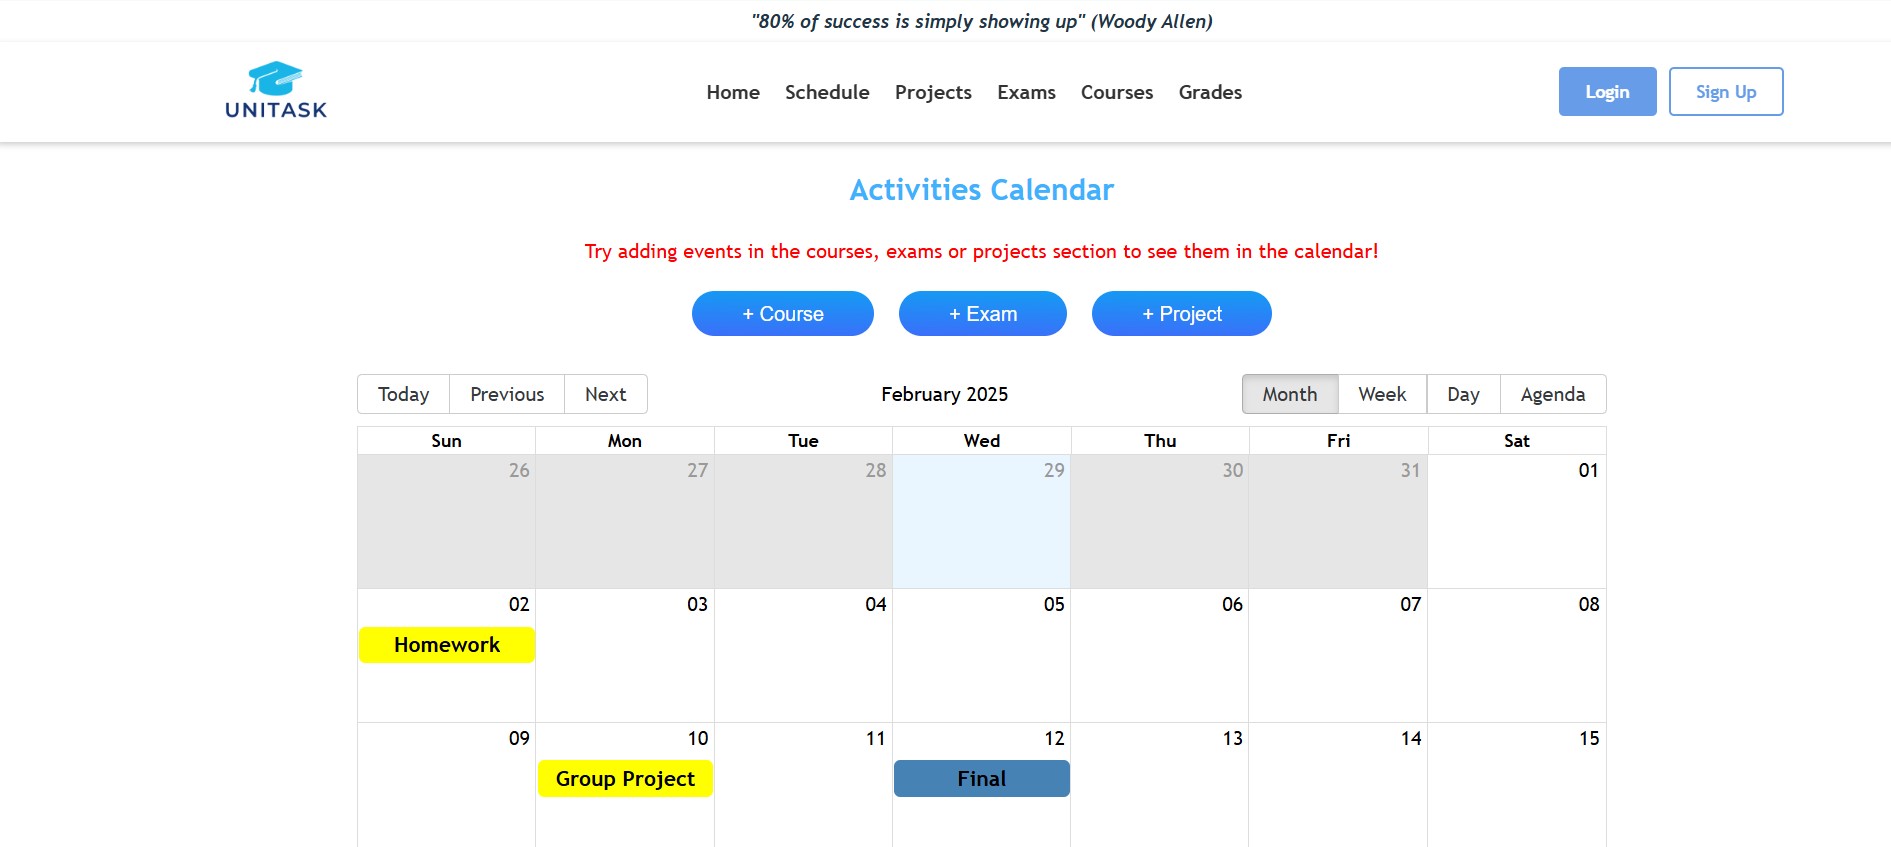 "80% of success is simply showing up" (Woody Allen)
UNITASK
Home Schedule Projects Exams Courses Grades
Login Sign Up
Activities Calendar
Try adding events in the courses, exams or projects section to see them in the calendar!
+ Course + Exam + Project
Today Previous Next February 2025 Month Week Day Agenda
Sun Mon Tue Wed Thu Fri Sat
26 27 28 29 30 31 01
02 03 04 05 06 07 08
Homework
09 10 11 12 13 14 15
Group Project Final